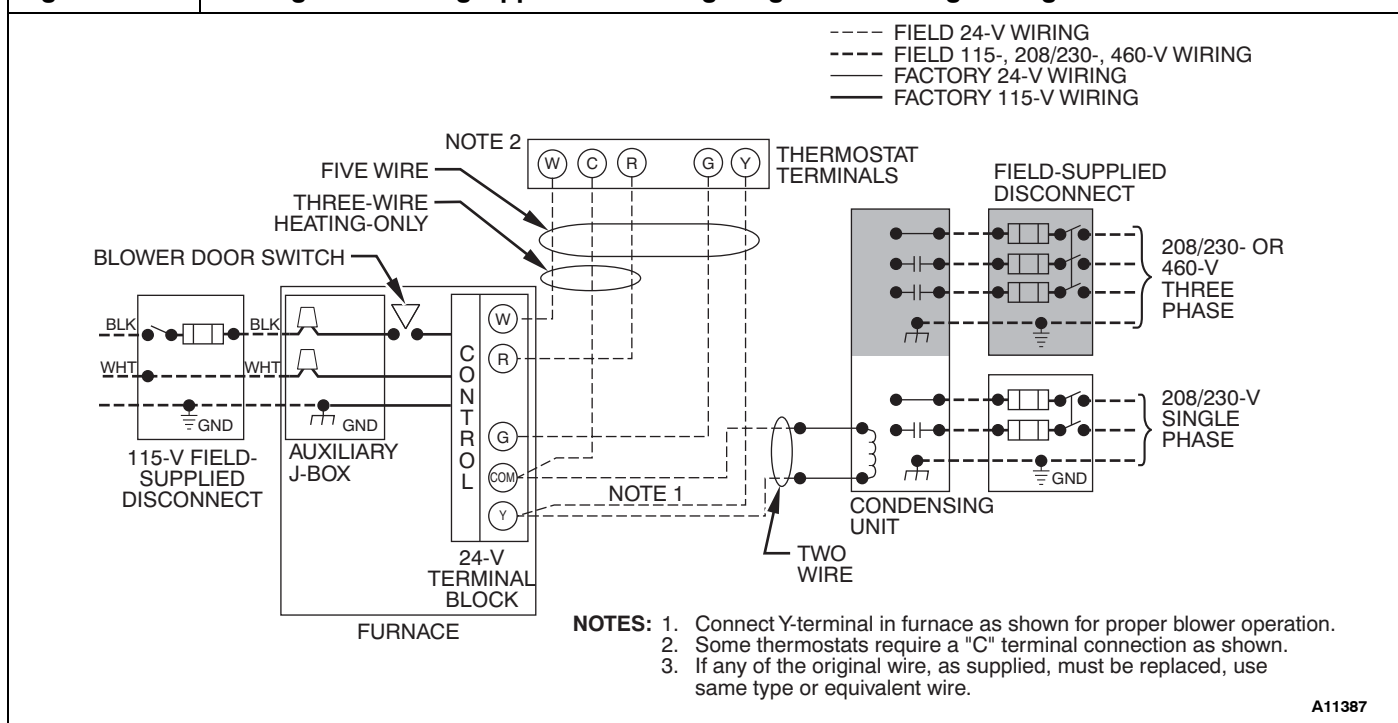 FIELD 24-V WIRING
FIELD 115-, 208/230-, 460-V WIRING
FACTORY 24-V WIRING
FACTORY 115-V WIRING
NOTE 2
W C R G Y
THERMOSTAT
TERMINALS
FIVE WIRE
THREE-WIRE
HEATING-ONLY
BLOWER DOOR SWITCH
FIELD-SUPPLIED
DISCONNECT
208/230- OR
460-V
THREE
PHASE
BLK
BLK
WHT
WHT
GND
GND
115-V FIELD-
SUPPLIED
DISCONNECT
AUXILIARY
J-BOX
CONTROL
W
R
G
COM
Y
NOTE 1
24-V
TERMINAL
BLOCK
FURNACE
TWO
WIRE
CONDENSING
UNIT
208/230-V
SINGLE
PHASE
GND
NOTES: 1. Connect Y-terminal in furnace as shown for proper blower operation.
2. Some thermostats require a "C" terminal connection as shown.
3. If any of the original wire, as supplied, must be replaced, use
same type or equivalent wire.
A11387